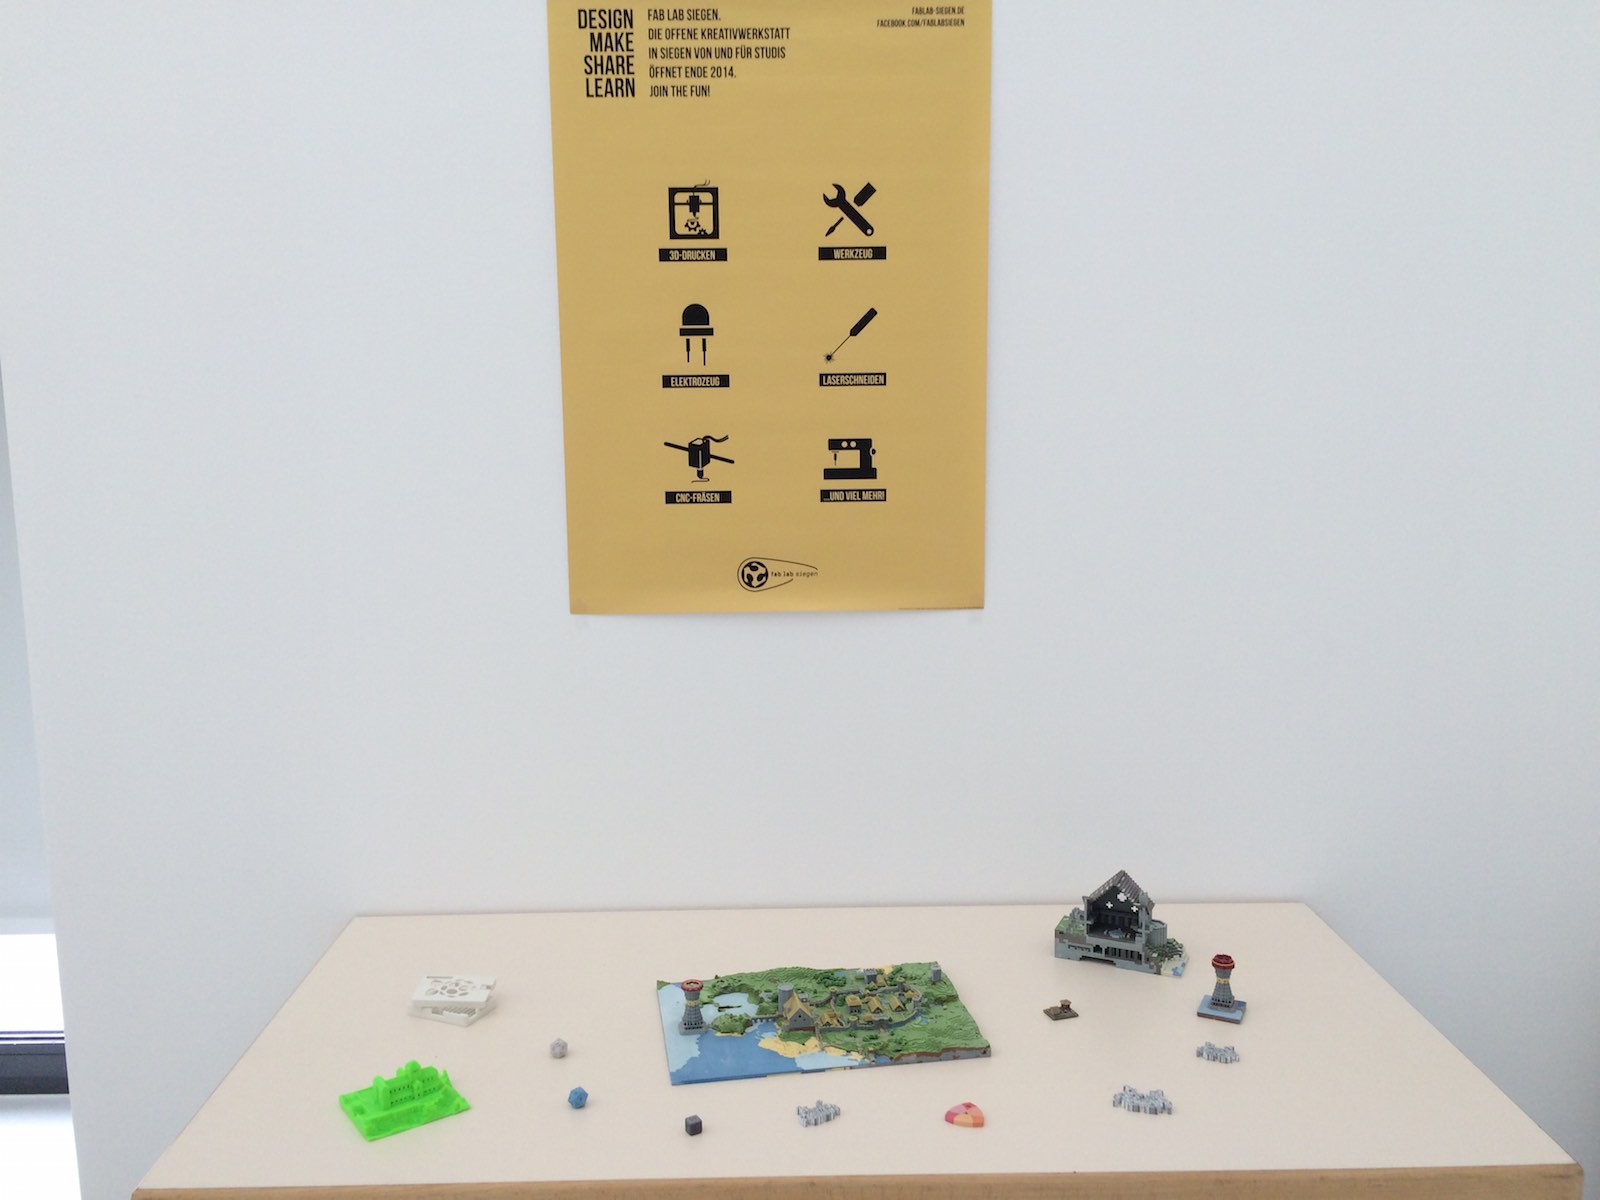 DESIGN
MAKE
SHARE
LEARN
FAB LAB SIEGEN.
DIE OFFENE KREATIVWERKSTATT
IN SIEGEN VON UND FÜR STUDIS
ÖFFNET ENDE 2014.
JOIN THE FUN!
FABLAB-SIEGEN.DE
FACEBOOK.COM/FABLABSIEGEN
3D-DRUCKEN
WERKZEUG
ELEKTROZEUG
LASERSCHNEIDEN
CNC-FRÄSEN
...UND VIEL MEHR!
fab lab siegen